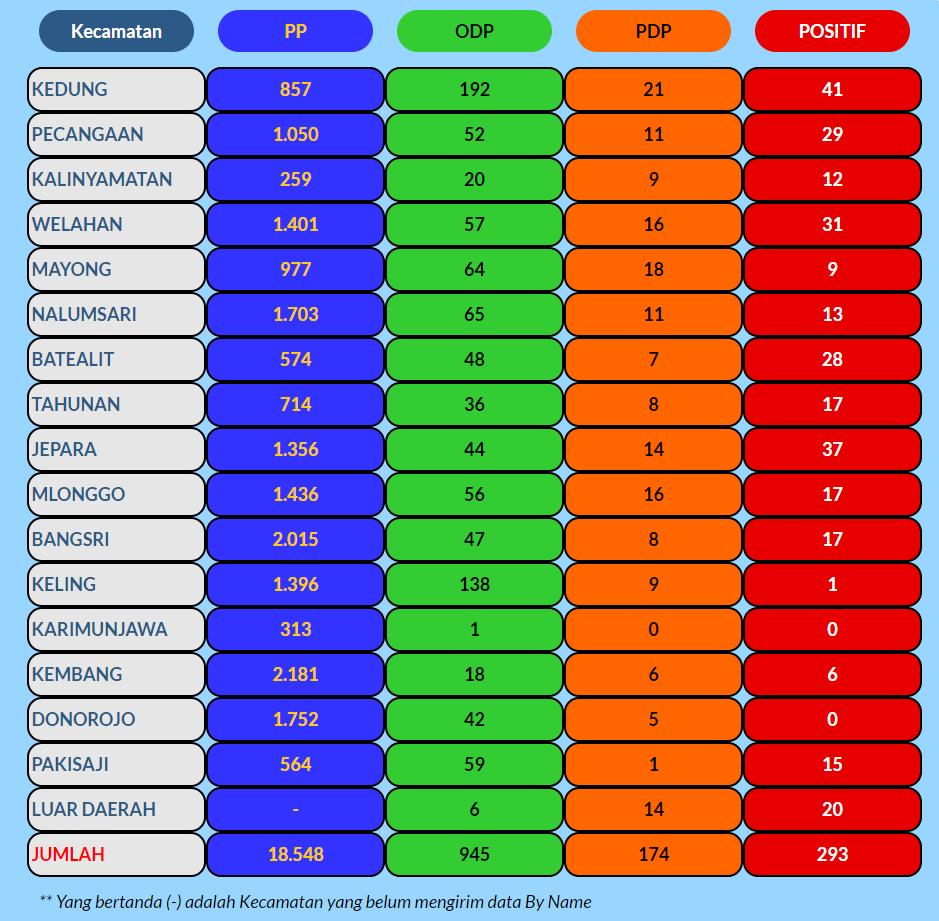 Kecamatan PP ODP PDP POSITIF
KEDUNG 857 192 21 41
PECANGAAN 1.050 52 11 29
KALINYAMATAN 259 20 9 12
WELAHAN 1.401 57 16 31
MAYONG 977 64 18 9
NALUMSARI 1.703 65 11 13
BATEALIT 574 48 7 28
TAHUNAN 714 36 8 17
JEPARA 1.356 44 14 37
MLONGGO 1.436 56 16 17
BANGSRI 2.015 47 8 17
KELING 1.396 138 9 1
KARIMUNJAWA 313 1 0 0
KEMBANG 2.181 18 6 6
DONOROJO 1.752 42 5 0
PAKISAJI 564 59 1 15
LUAR DAERAH - 6 14 20
JUMLAH 18.548 945 174 293
** Yang bertanda (-) adalah Kecamatan yang belum mengirim data By Name